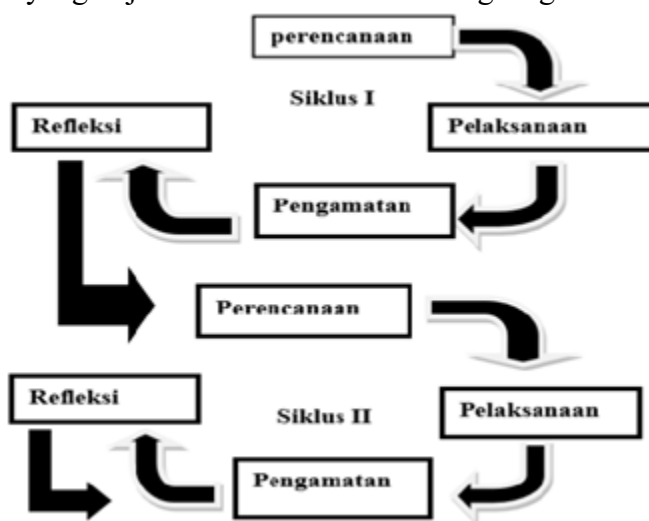 perencanaan
Siklus I
Refleksi
Pelaksanaan
Pengamatan
Perencanaan
Refleksi
Siklus II
Pelaksanaan
Pengamatan